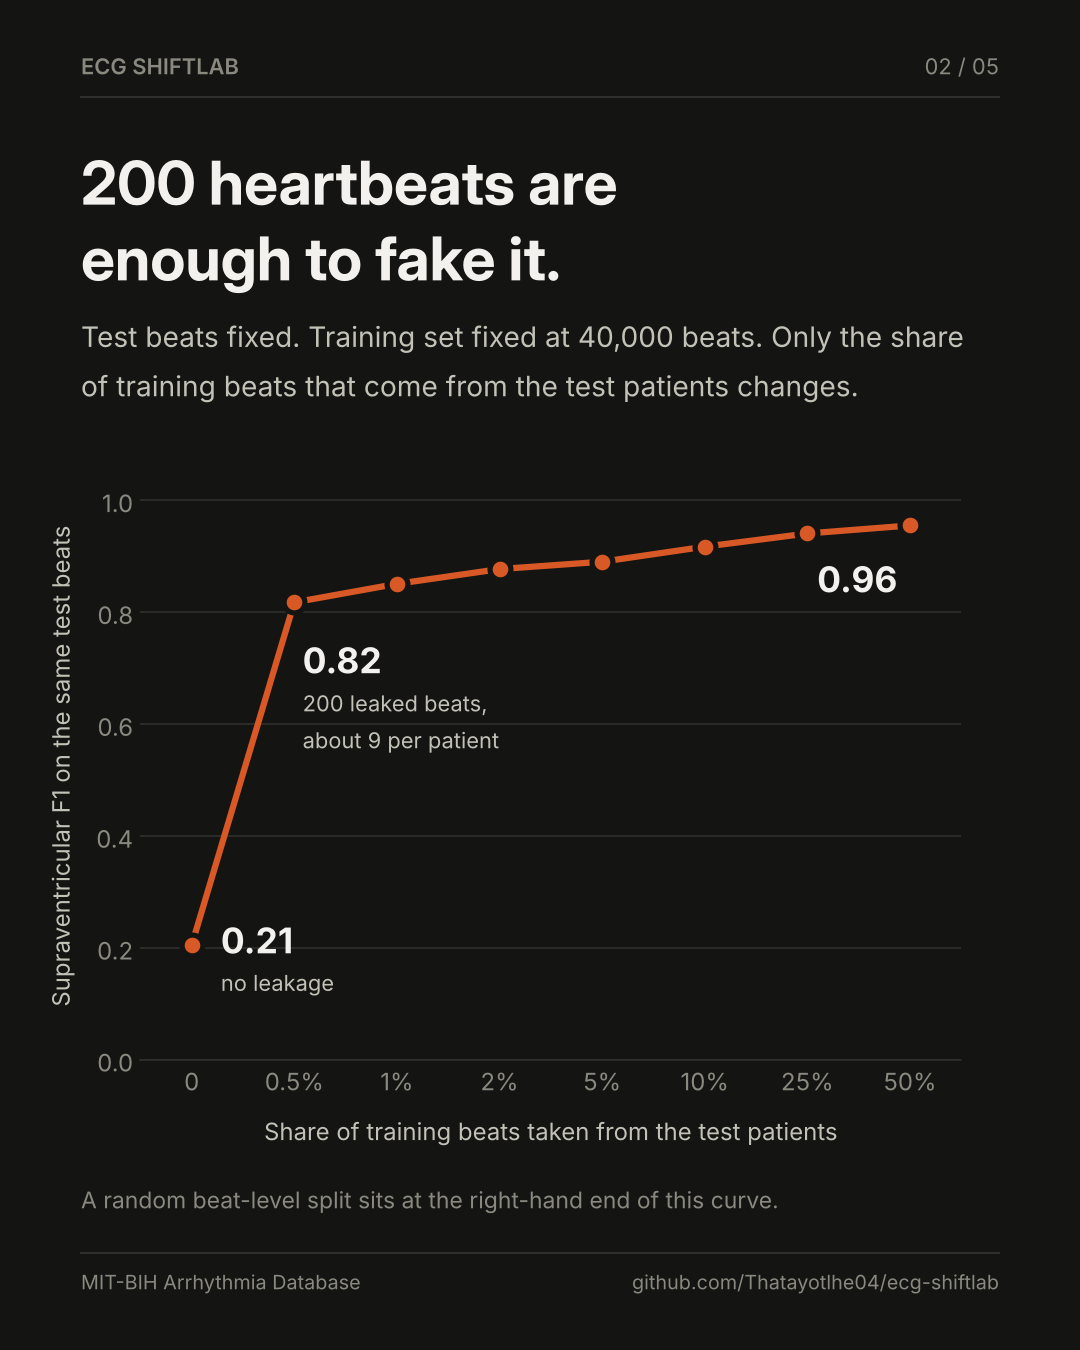 ECG SHIFTLAB
02 / 05
200 heartbeats are
enough to fake it.
Test beats fixed. Training set fixed at 40,000 beats. Only the share
of training beats that come from the test patients changes.
Supraventricular F1 on the same test beats
1.0
0.8
0.6
0.4
0.2
0.0
0.96
0.82
200 leaked beats,
about 9 per patient
0.21
no leakage
0 0.5% 1% 2% 5% 10% 25% 50%
Share of training beats taken from the test patients
A random beat-level split sits at the right-hand end of this curve.
MIT-BIH Arrhythmia Database
github.com/Thatayotlhe04/ecg-shiftlab